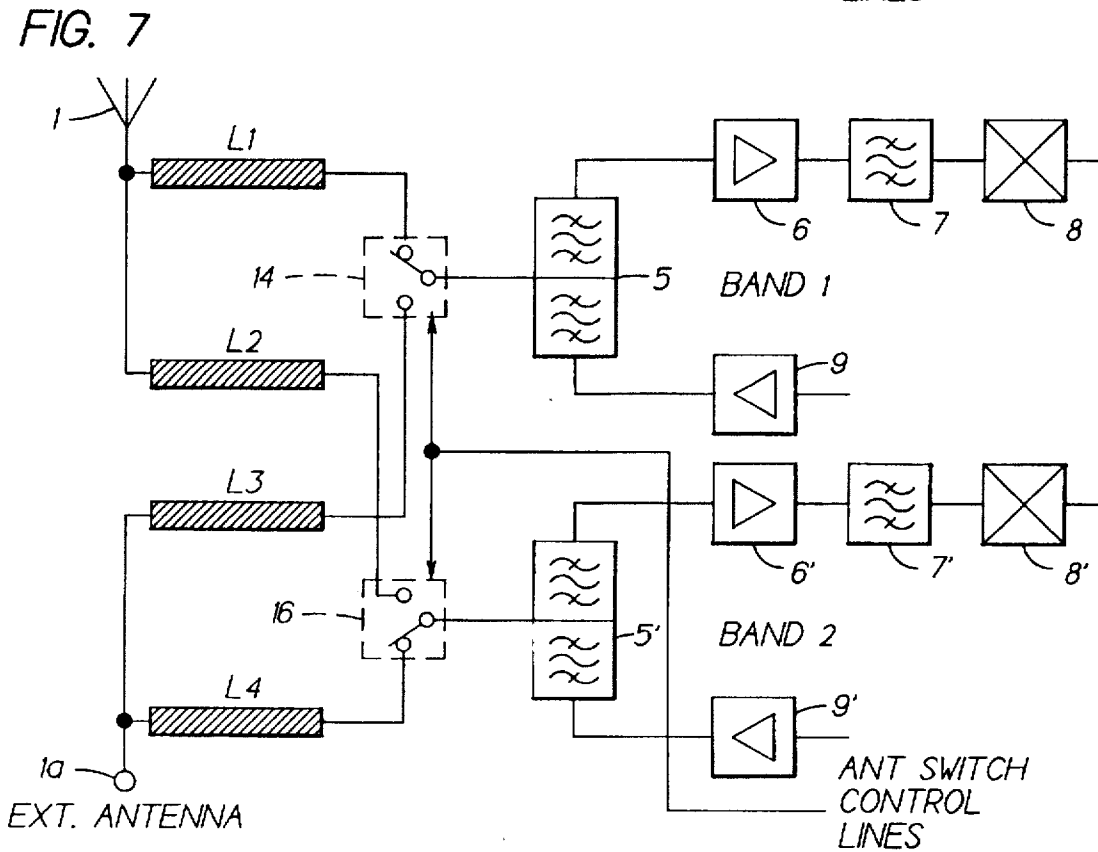 FIG. 7
1
L1
6
7
8
14
5
BAND 1
L2
9
L3
6'
7'
8'
16
5'
BAND 2
L4
9'
1a
EXT. ANTENNA
ANT SWITCH
CONTROL
LINES